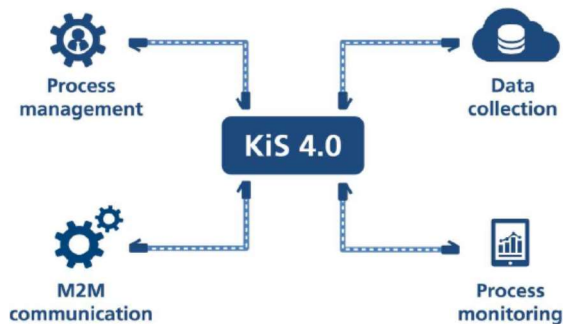 Process
management
Data
collection
KiS 4.0
M2M
communication
Process
monitoring